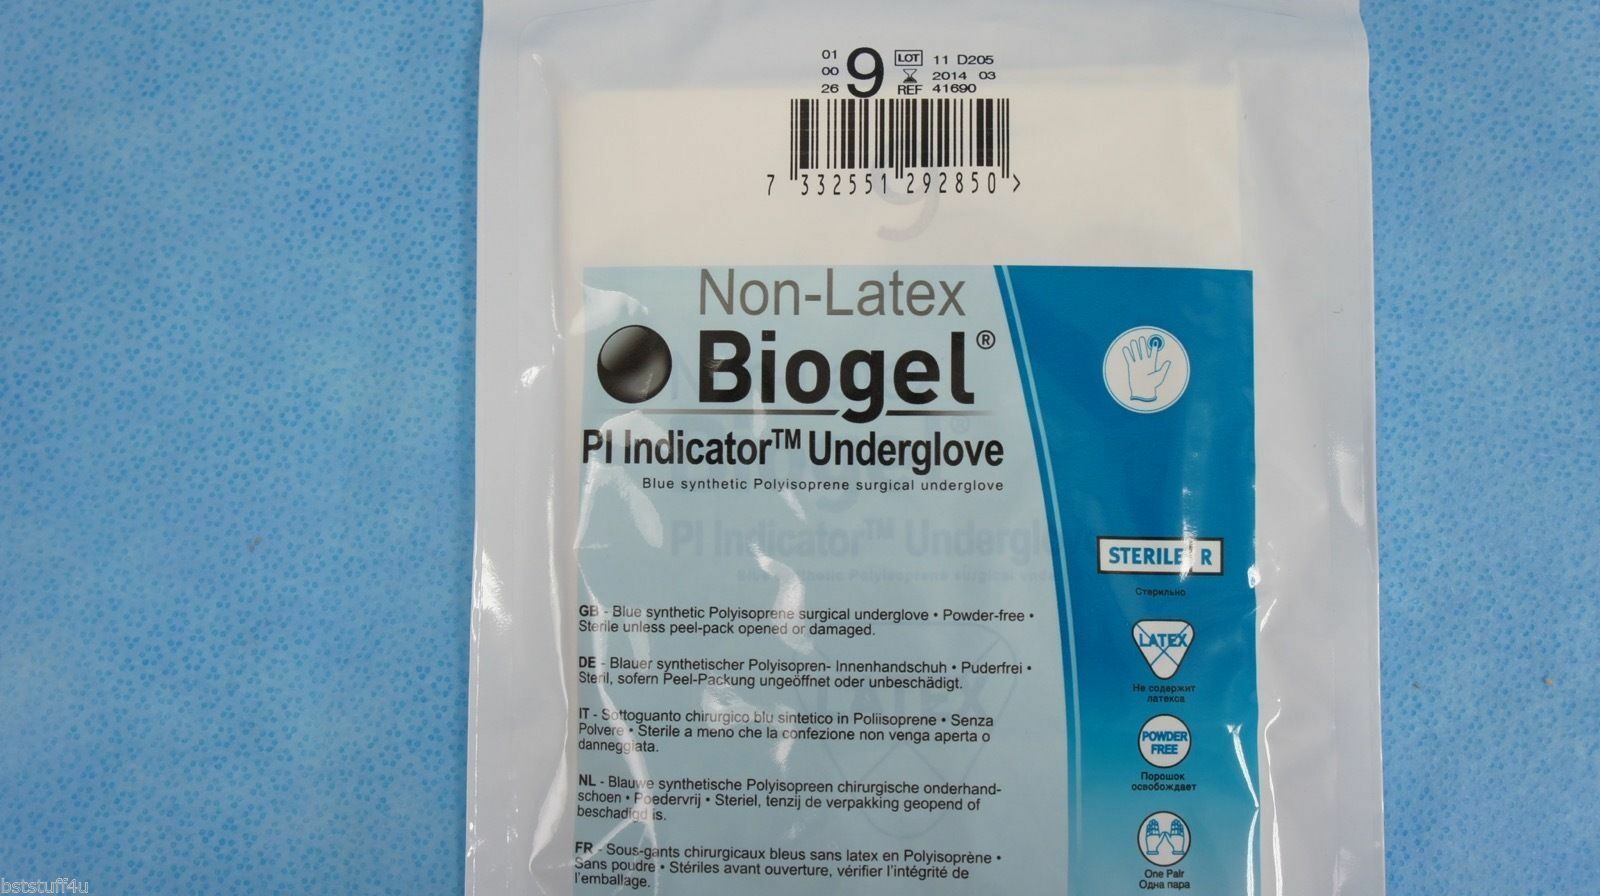 01
00
26
9
LOT 11 D205
2014 03
REF 41690
7 332551 292850 >
9
Non-Latex
Biogel®
PI Indicator™ Underglove
Blue synthetic Polyisoprene surgical underglove
PI Indicator™ Undergl
GB - Blue synthetic Polyisoprene surgical underglove • Powder-free •
Sterile unless peel-pack opened or damaged.
DE - Blauer synthetischer Polyisopren- Innenhandschuh • Puderfrei •
Steril, sofern Peel-Packung ungeöffnet oder unbeschädigt.
IT - Sottoguanto chirurgico blu sintetico in Poliisoprene • Senza
Polvere • Sterile a meno che la confezione non venga aperta o
danneggiata.
NL - Blauwe synthetische Polyisopreen chirurgische onderhand-
schoen • Poedervrij • Steriel, tenzij de verpakking geopend of
beschadigd is.
FR - Sous-gants chirurgicaux bleus sans latex en Polyisoprène •
Sans poudre • Stériles avant ouverture, vérifier l'intégrité de
l'emballage.
STERILE R
Стерильно
LATEX
Не содержит
латекса
POWDER
FREE
Порошок
освобождает
One Pair
Одна пара
bststuff4u